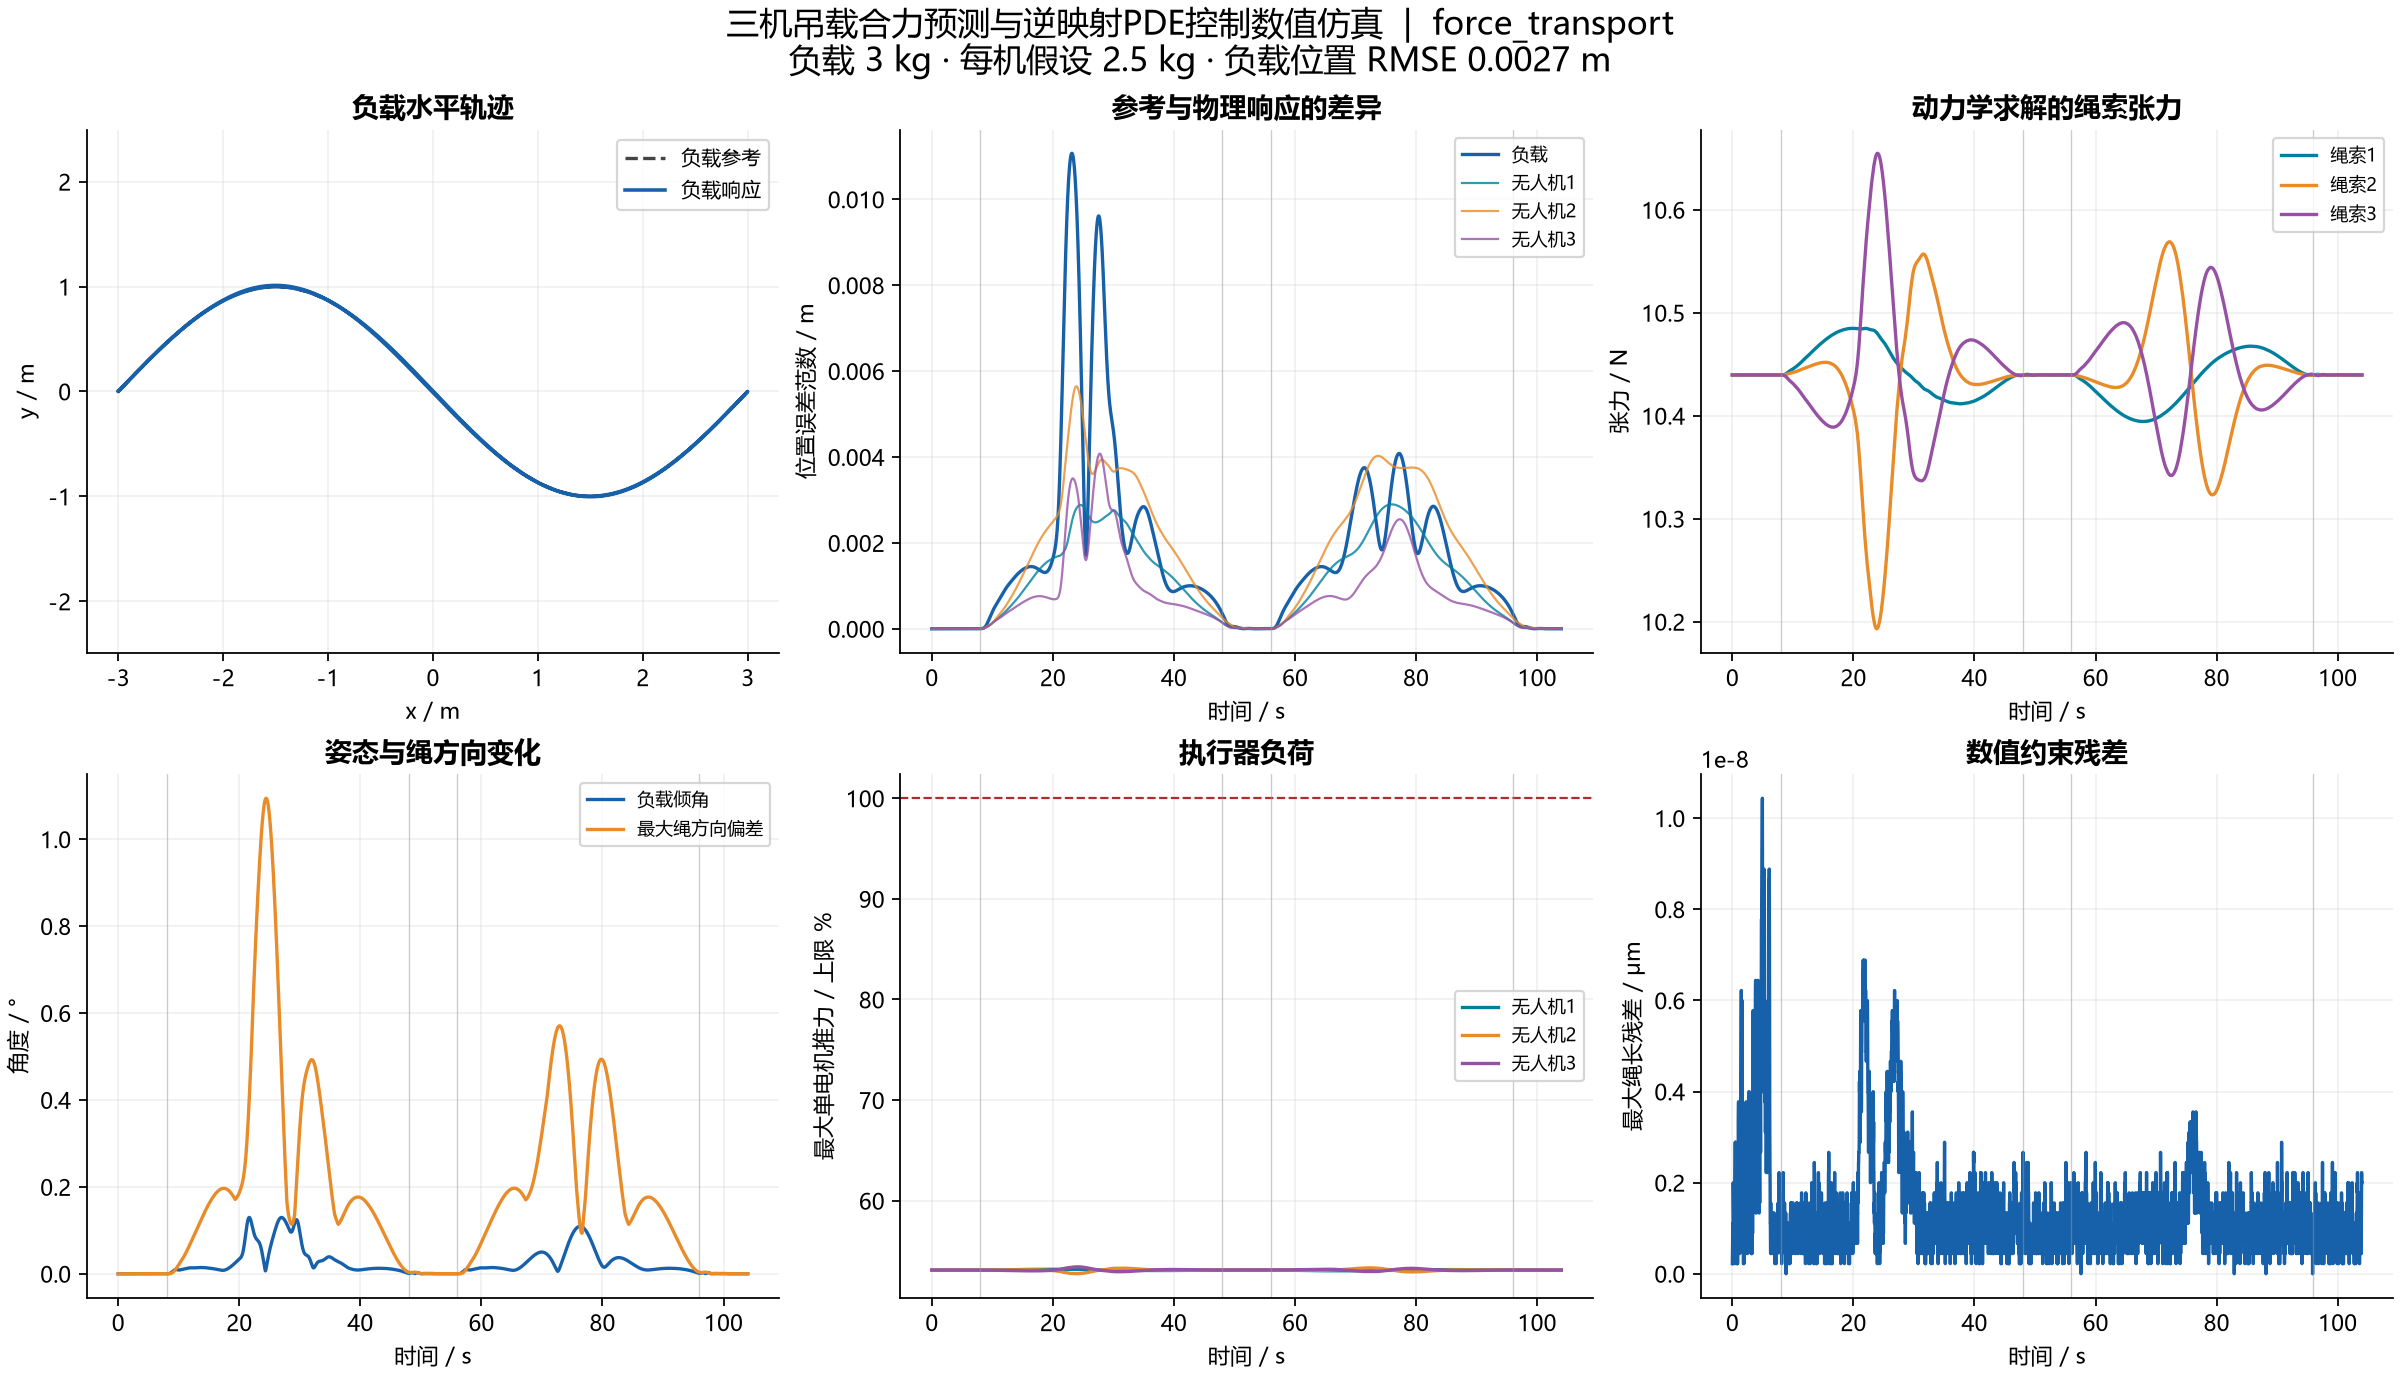 三机吊载合力预测与逆映射PDE控制数值仿真 | force_transport
负载 3 kg · 每机假设 2.5 kg · 负载位置 RMSE 0.0027 m
负载水平轨迹
负载参考
负载响应
y / m
2
1
0
-1
-2
-3 -2 -1 0 1 2 3
x / m
参考与物理响应的差异
负载
无人机1
无人机2
无人机3
位置误差范数 / m
0.010
0.008
0.006
0.004
0.002
0.000
0 20 40 60 80 100
时间 / s
动力学求解的绳索张力
绳索1
绳索2
绳索3
张力 / N
10.6
10.5
10.4
10.3
10.2
0 20 40 60 80 100
时间 / s
姿态与绳方向变化
负载倾角
最大绳方向偏差
角度 / °
1.0
0.8
0.6
0.4
0.2
0.0
0 20 40 60 80 100
时间 / s
执行器负荷
最大单电机推力 / 上限 %
100
90
80
70
60
无人机1
无人机2
无人机3
0 20 40 60 80 100
时间 / s
数值约束残差
1e-8
最大绳长残差 / μm
1.0
0.8
0.6
0.4
0.2
0.0
0 20 40 60 80 100
时间 / s